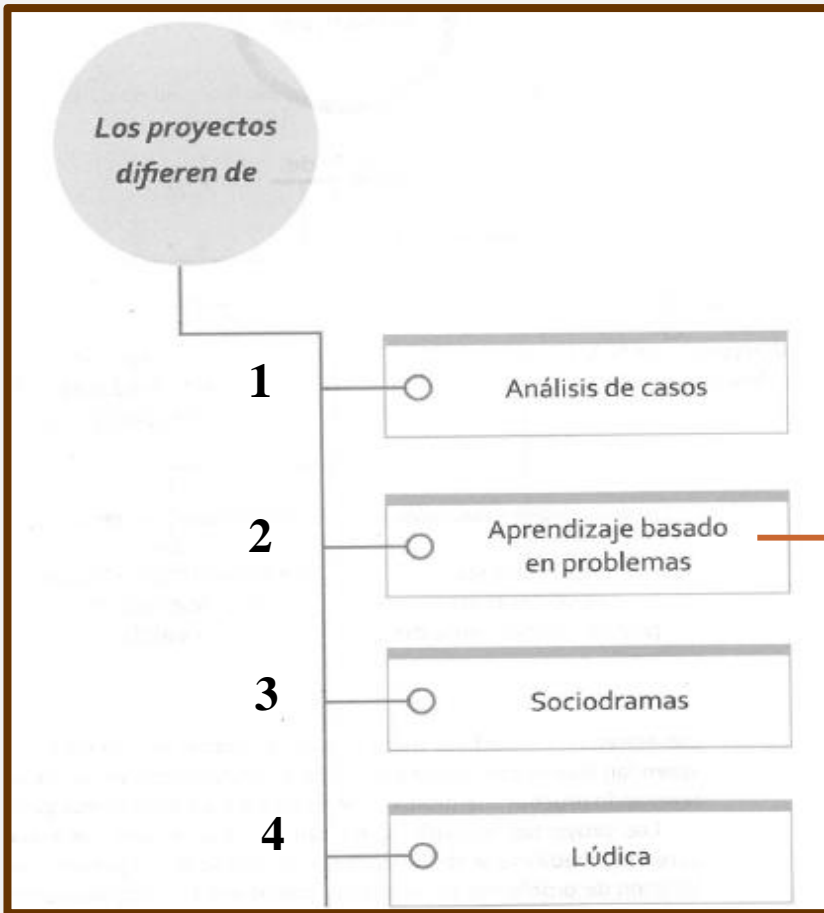 Los proyectos
difieren de
1
Análisis de casos
2
Aprendizaje basado
en problemas
3
Sociodramas
4
Lúdica